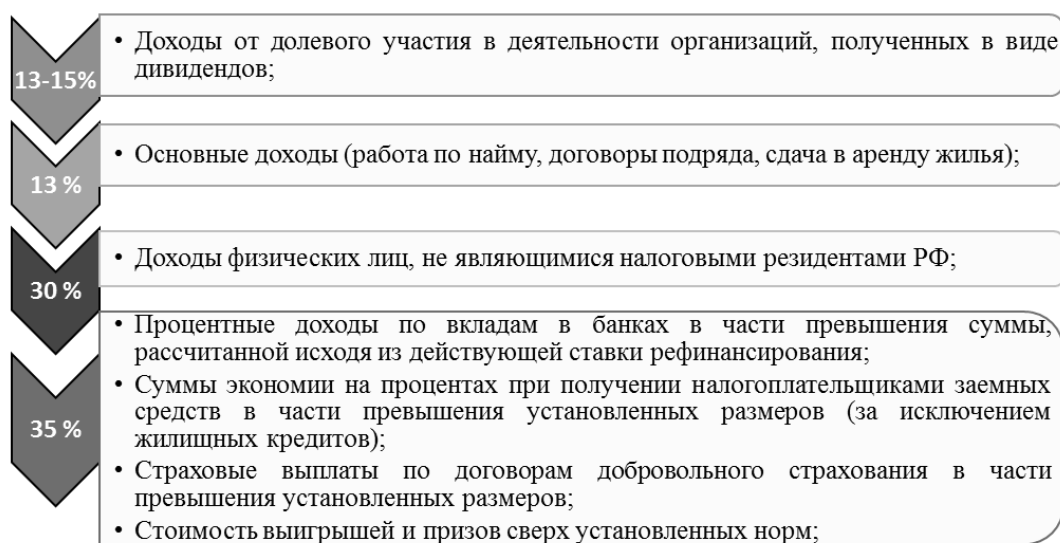 13-15%
• Доходы от долевого участия в деятельности организаций, полученных в виде
дивидендов;
13 %
• Основные доходы (работа по найму, договоры подряда, сдача в аренду жилья);
30 %
• Доходы физических лиц, не являющимися налоговыми резидентами РФ;
35 %
• Процентные доходы по вкладам в банках в части превышения суммы,
рассчитанной исходя из действующей ставки рефинансирования;
• Суммы экономии на процентах при получении налогоплательщиками заемных
средств в части превышения установленных размеров (за исключением
жилищных кредитов);
• Страховые выплаты по договорам добровольного страхования в части
превышения установленных размеров;
• Стоимость выигрышей и призов сверх установленных норм;